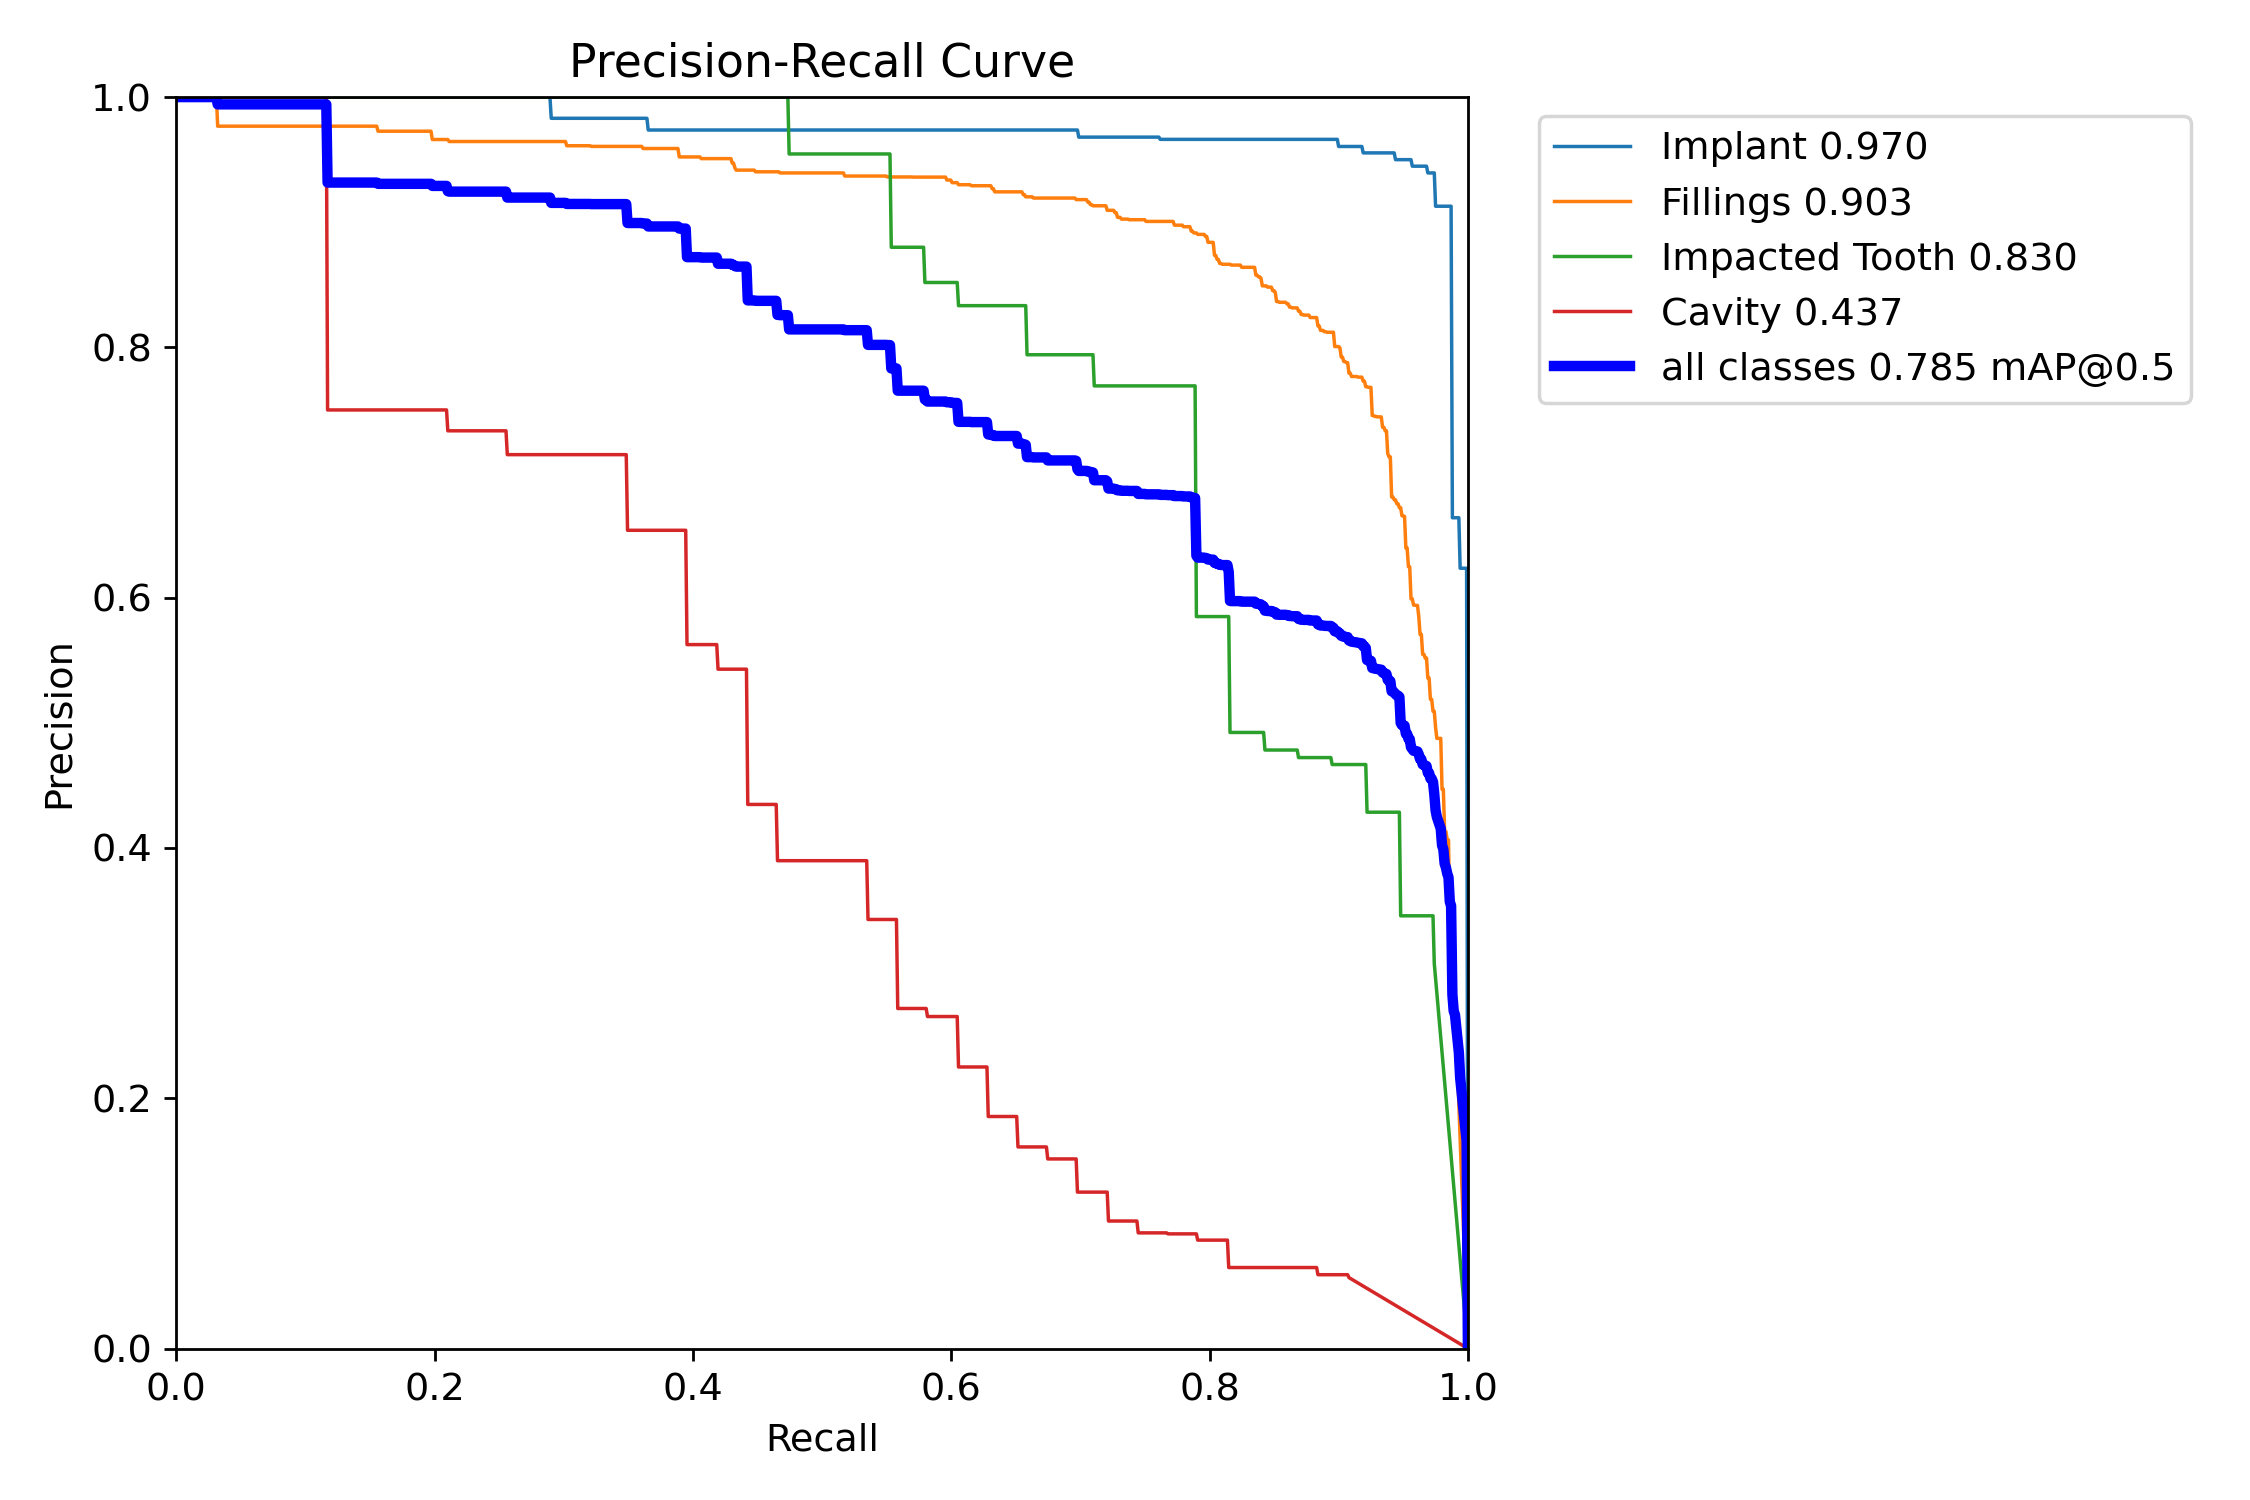 Precision-Recall Curve
1.0
0.8
0.6
0.4
0.2
0.0
Precision
0.0 0.2 0.4 0.6 0.8 1.0
Recall
Implant 0.970
Fillings 0.903
Impacted Tooth 0.830
Cavity 0.437
all classes 0.785 mAP@0.5